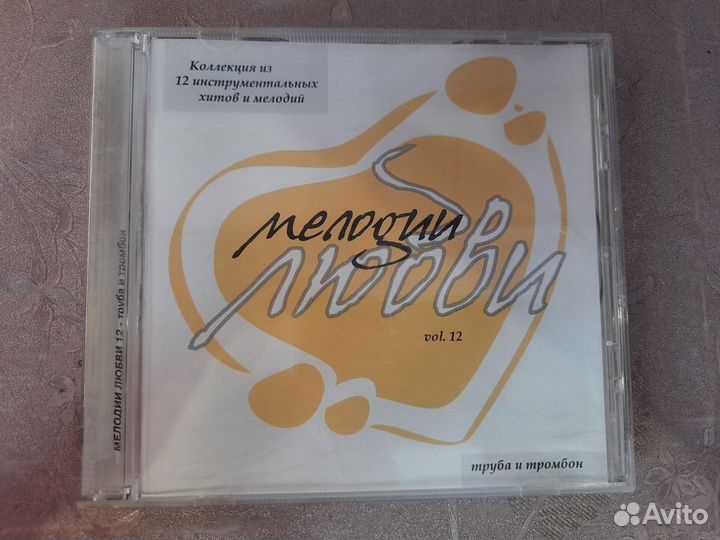 Коллекция из
12 инструментальных
хитов и мелодий
мелодии
любви
vol. 12
труба и тромбон
МЕЛОДИИ ЛЮБВИ 12 - труба и тромбон
Avito